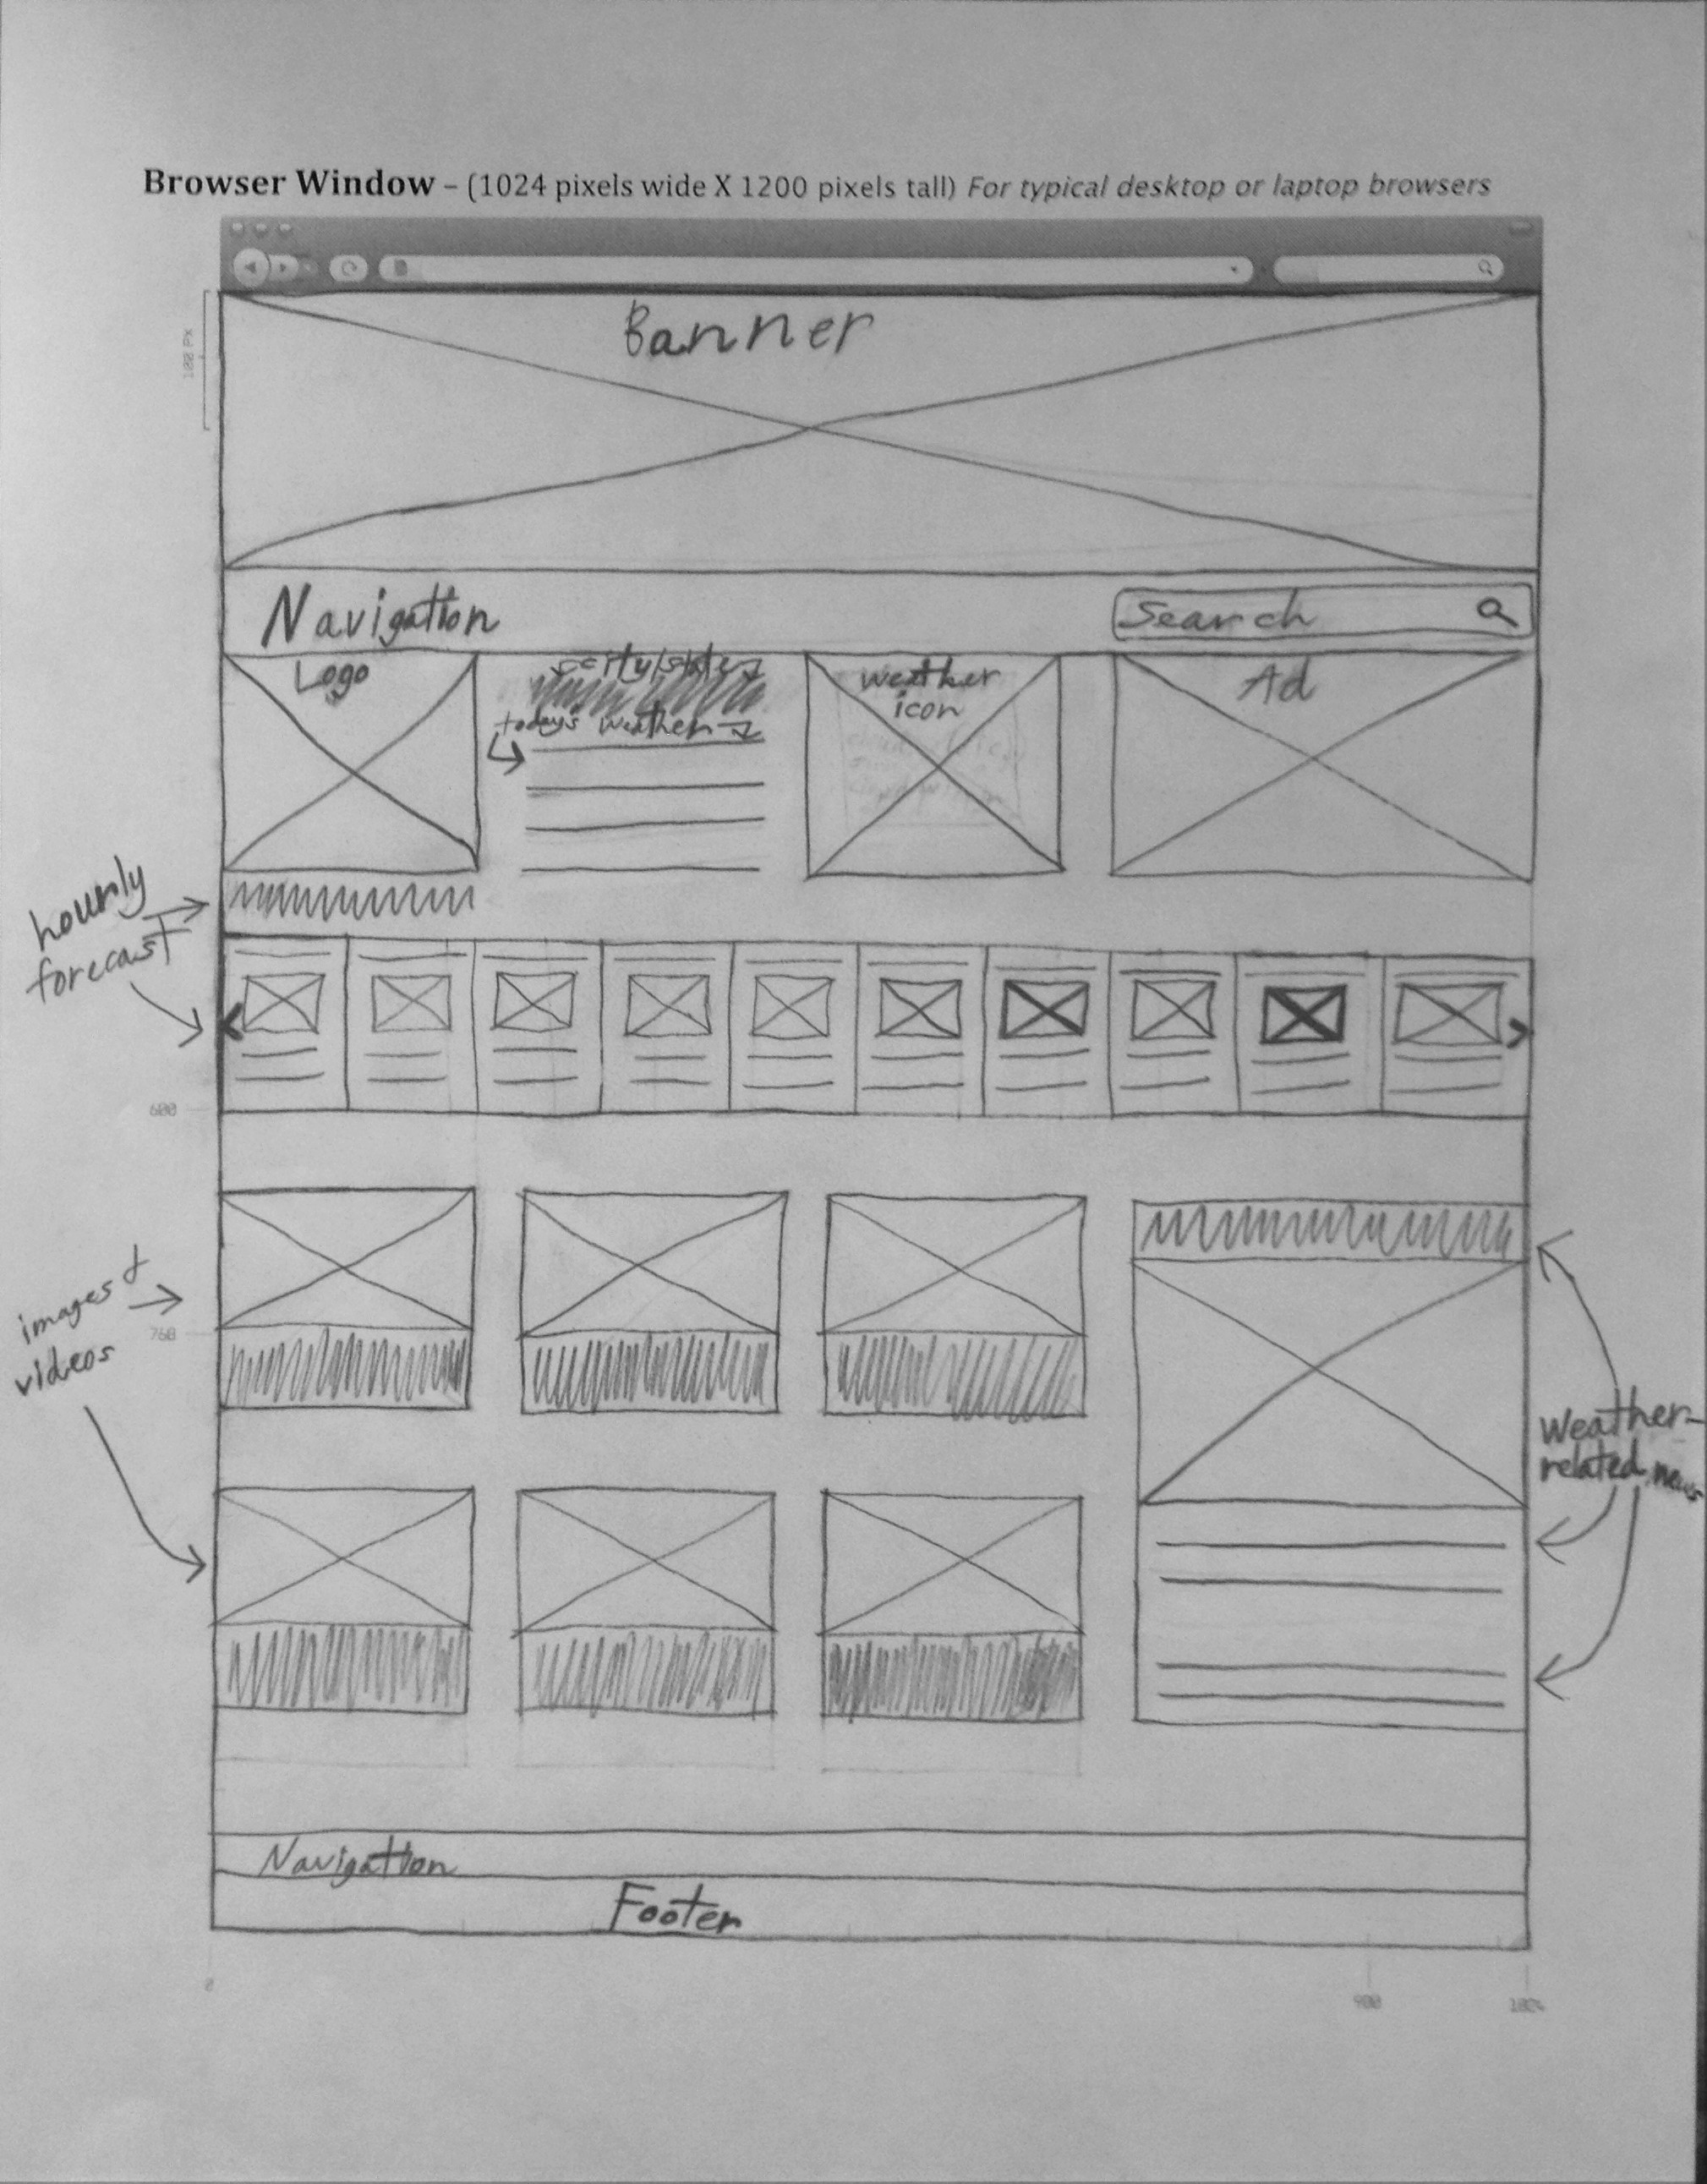 Browser Window – (1024 pixels wide X 1200 pixels tall) For typical desktop or laptop browsers
100 Px
Banner
Navigation
Search
Logo
city/state
today's weather
weather
icon
Ad
hourly
forecast
600
images &
videos
768
Weather-
related news
Navigation
Footer
0
900
1024